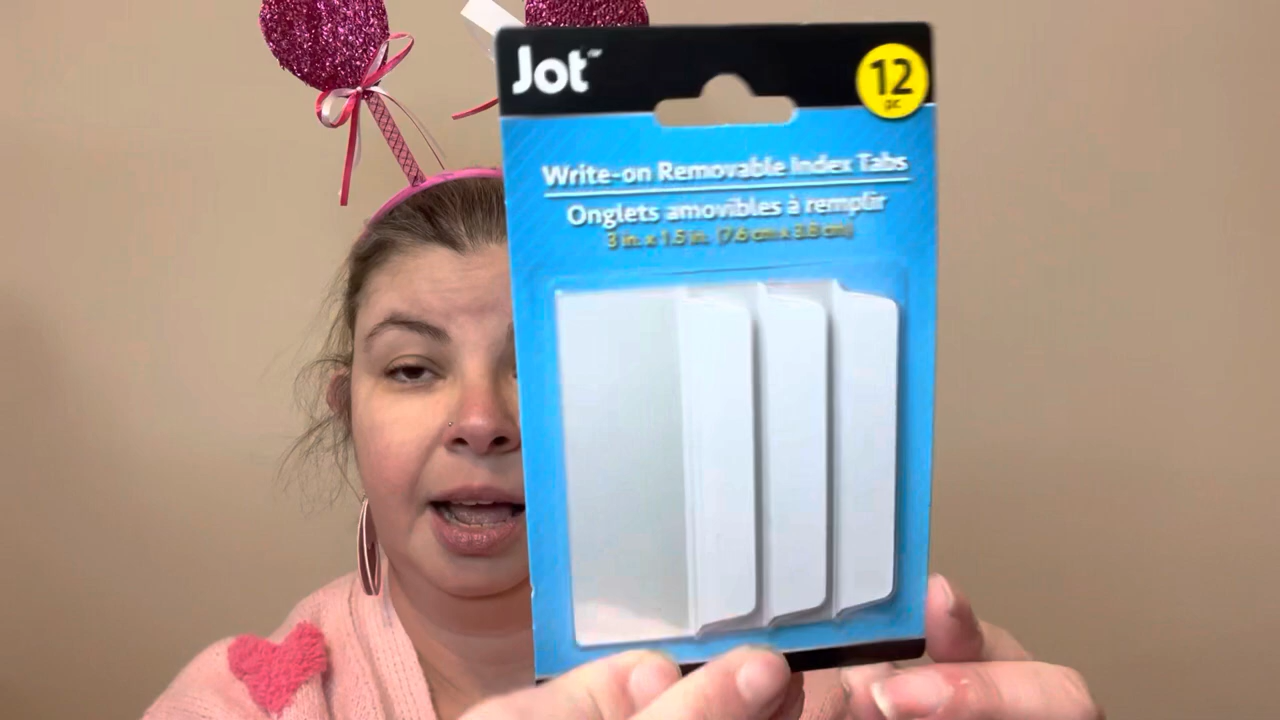 Jot™
12
pc
Write-on Removable Index Tabs
Onglets amovibles à remplir
3 in. x 1.5 in. (7.6 cm x 3.8 cm)